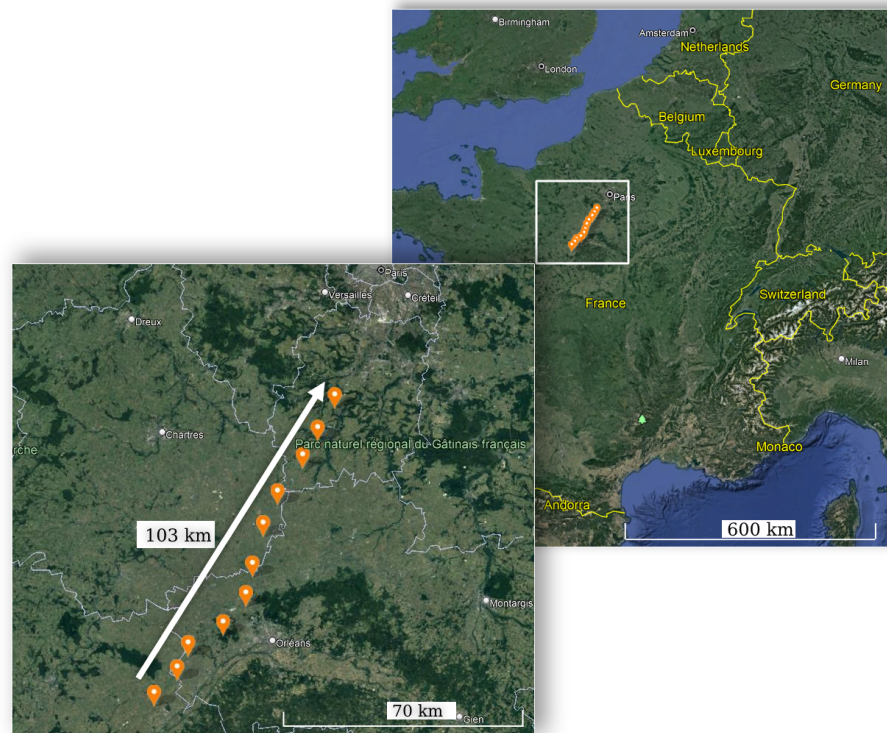 Birmingham
Amsterdam
Netherlands
London
Germany
Belgium
Luxembourg
Paris
France
Switzerland
Milan
Monaco
Andorra
600 km
Paris
Versailles
Créteil
Dreux
Chartres
Parc naturel régional du Gâtinais français
rche
103 km
Montargis
Orléans
70 km
Gien